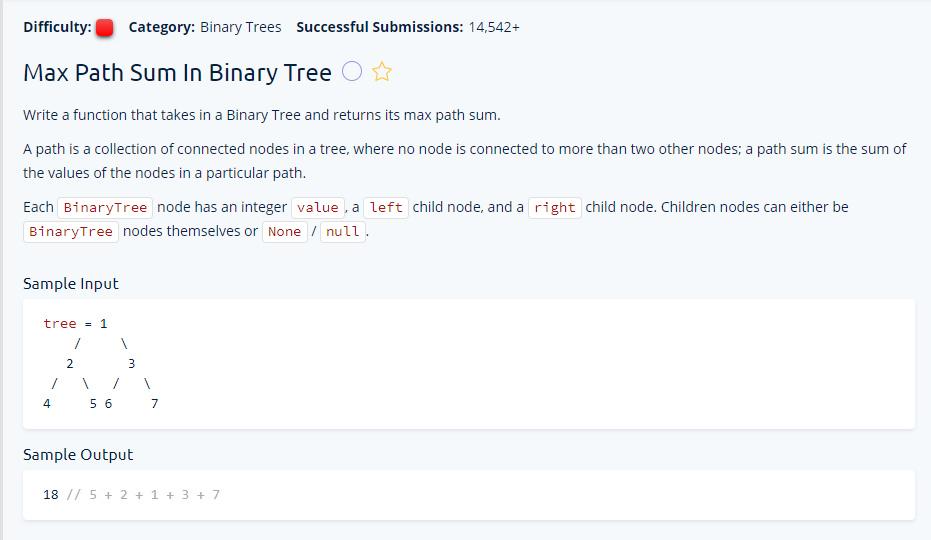 Difficulty: Category: Binary Trees Successful Submissions: 14,542+
Max Path Sum In Binary Tree
Write a function that takes in a Binary Tree and returns its max path sum.
A path is a collection of connected nodes in a tree, where no node is connected to more than two other nodes; a path sum is the sum of
the values of the nodes in a particular path.
Each BinaryTree node has an integer value, a left child node, and a right child node. Children nodes can either be
BinaryTree nodes themselves or None / null.
Sample Input
tree = 1
/ \
2 3
/ \ / \
4 5 6 7
Sample Output
18 // 5 + 2 + 1 + 3 + 7